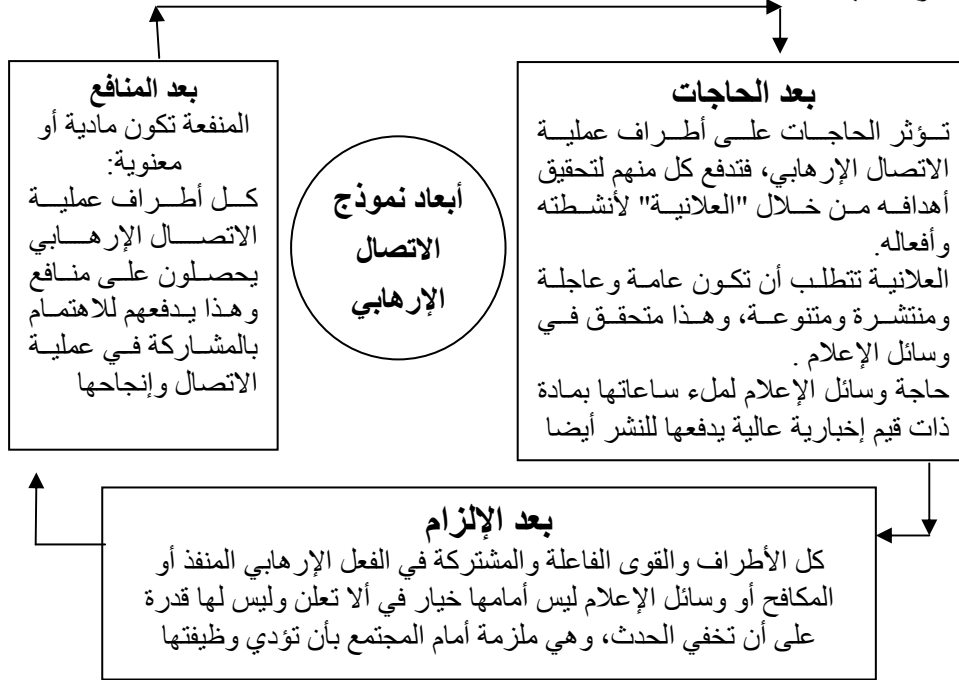 بعد الحاجات
تؤثر الحاجات على أطراف عملية
الاتصال الإرهابي، فتدفع كل منهم لتحقيق
أهدافه من خلال "العلانية" لأنشطته
وأفعاله.
العلانية تتطلب أن تكون عامة وعاجلة
ومنتشرة ومتنوعة، وهذا متحقق في
وسائل الإعلام .
حاجة وسائل الإعلام لملء ساعاتها بمادة
ذات قيم إخبارية عالية يدفعها للنشر أيضا
أبعاد نموذج
الاتصال
الإرهابي
بعد المنافع
المنفعة تكون مادية أو
معنوية:
كل أطراف عملية
الاتصال الإرهابي
يحصلون على منافع
وهذا يدفعهم للاهتمام
بالمشاركة في عملية
الاتصال وإنجاحها
بعد الإلزام
كل الأطراف والقوى الفاعلة والمشتركة في الفعل الإرهابي المنفذ أو
المكافح أو وسائل الإعلام ليس أمامها خيار في ألا تعلن وليس لها قدرة
على أن تخفي الحدث، وهي ملزمة أمام المجتمع بأن تؤدي وظيفتها